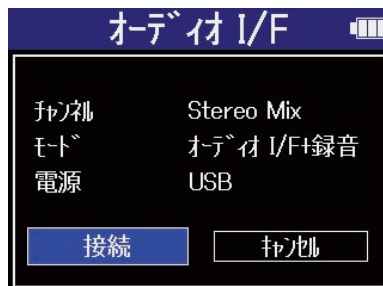 オーディオ I/F
チャンネル Stereo Mix
モード オーディオ I/F+録音
電源 USB
接続 キャンセル